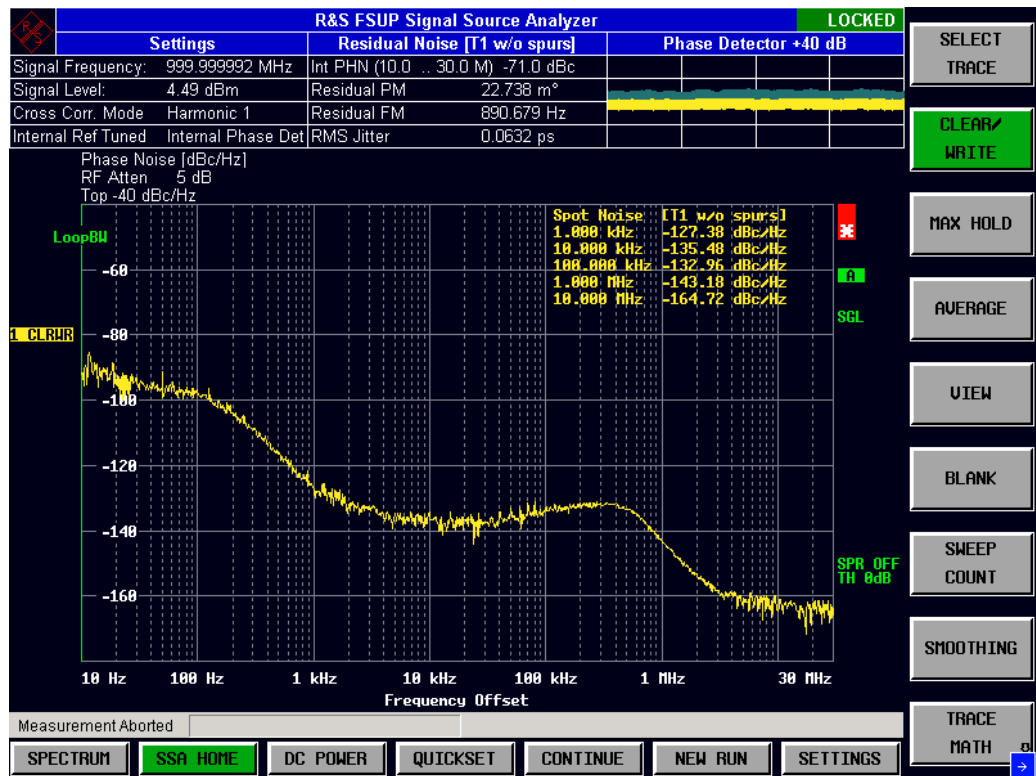 R&S
R&S FSUP Signal Source Analyzer LOCKED
Settings Residual Noise [T1 w/o spurs] Phase Detector +40 dB
Signal Frequency: 999.999992 MHz Int PHN (10.0 .. 30.0 M) -71.0 dBc
Signal Level: 4.49 dBm Residual PM 22.738 m°
Cross Corr. Mode Harmonic 1 Residual FM 890.679 Hz
Internal Ref Tuned Internal Phase Det RMS Jitter 0.0632 ps
Phase Noise [dBc/Hz]
RF Atten 5 dB
Top -40 dBc/Hz
Spot Noise [T1 w/o spurs]
1.000 kHz -127.38 dBc/Hz
10.000 kHz -135.48 dBc/Hz
100.000 kHz -132.96 dBc/Hz
1.000 MHz -143.18 dBc/Hz
10.000 MHz -164.72 dBc/Hz
LoopBW
A
SGL
1 CLRWR
SPR OFF
TH 0dB
-60
-80
-100
-120
-140
-160
10 Hz 100 Hz 1 kHz 10 kHz 100 kHz 1 MHz 30 MHz
Frequency Offset
Measurement Aborted
SPECTRUM SSA HOME DC POWER QUICKSET CONTINUE NEW RUN SETTINGS
SELECT
TRACE
CLEAR/
WRITE
MAX HOLD
AVERAGE
VIEW
BLANK
SWEEP
COUNT
SMOOTHING
TRACE
MATH